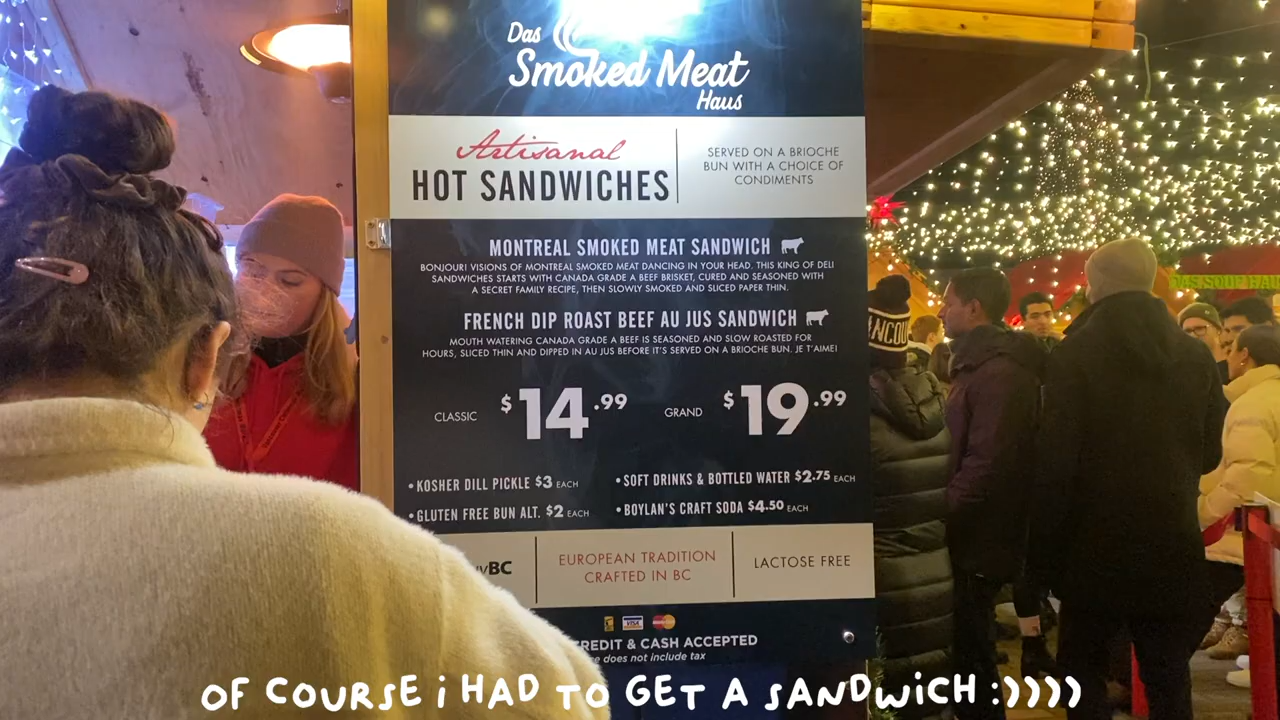 Das
Smoked Meat
Haus
Artisanal
HOT SANDWICHES
SERVED ON A BRIOCHE
BUN WITH A CHOICE OF
CONDIMENTS
MONTREAL SMOKED MEAT SANDWICH
BONJOUR! VISIONS OF MONTREAL SMOKED MEAT DANCING IN YOUR HEAD. THIS KING OF DELI
SANDWICHES STARTS WITH CANADA GRADE A BEEF BRISKET, CURED AND SEASONED WITH
A SECRET FAMILY RECIPE, THEN SLOWLY SMOKED AND SLICED PAPER THIN.
FRENCH DIP ROAST BEEF AU JUS SANDWICH
MOUTH WATERING CANADA GRADE A BEEF IS SEASONED AND SLOW ROASTED FOR
HOURS, SLICED THIN AND DIPPED IN AU JUS BEFORE IT'S SERVED ON A BRIOCHE BUN. JE T'AIME!
CLASSIC $14.99 GRAND $19.99
• KOSHER DILL PICKLE $3 EACH
• GLUTEN FREE BUN ALT. $2 EACH
• SOFT DRINKS & BOTTLED WATER $2.75 EACH
• BOYLAN'S CRAFT SODA $4.50 EACH
BC
EUROPEAN TRADITION
CRAFTED IN BC
LACTOSE FREE
VISA
CREDIT & CASH ACCEPTED
does not include tax
OF COURSE i HAD TO GET A SANDWiCH :))))